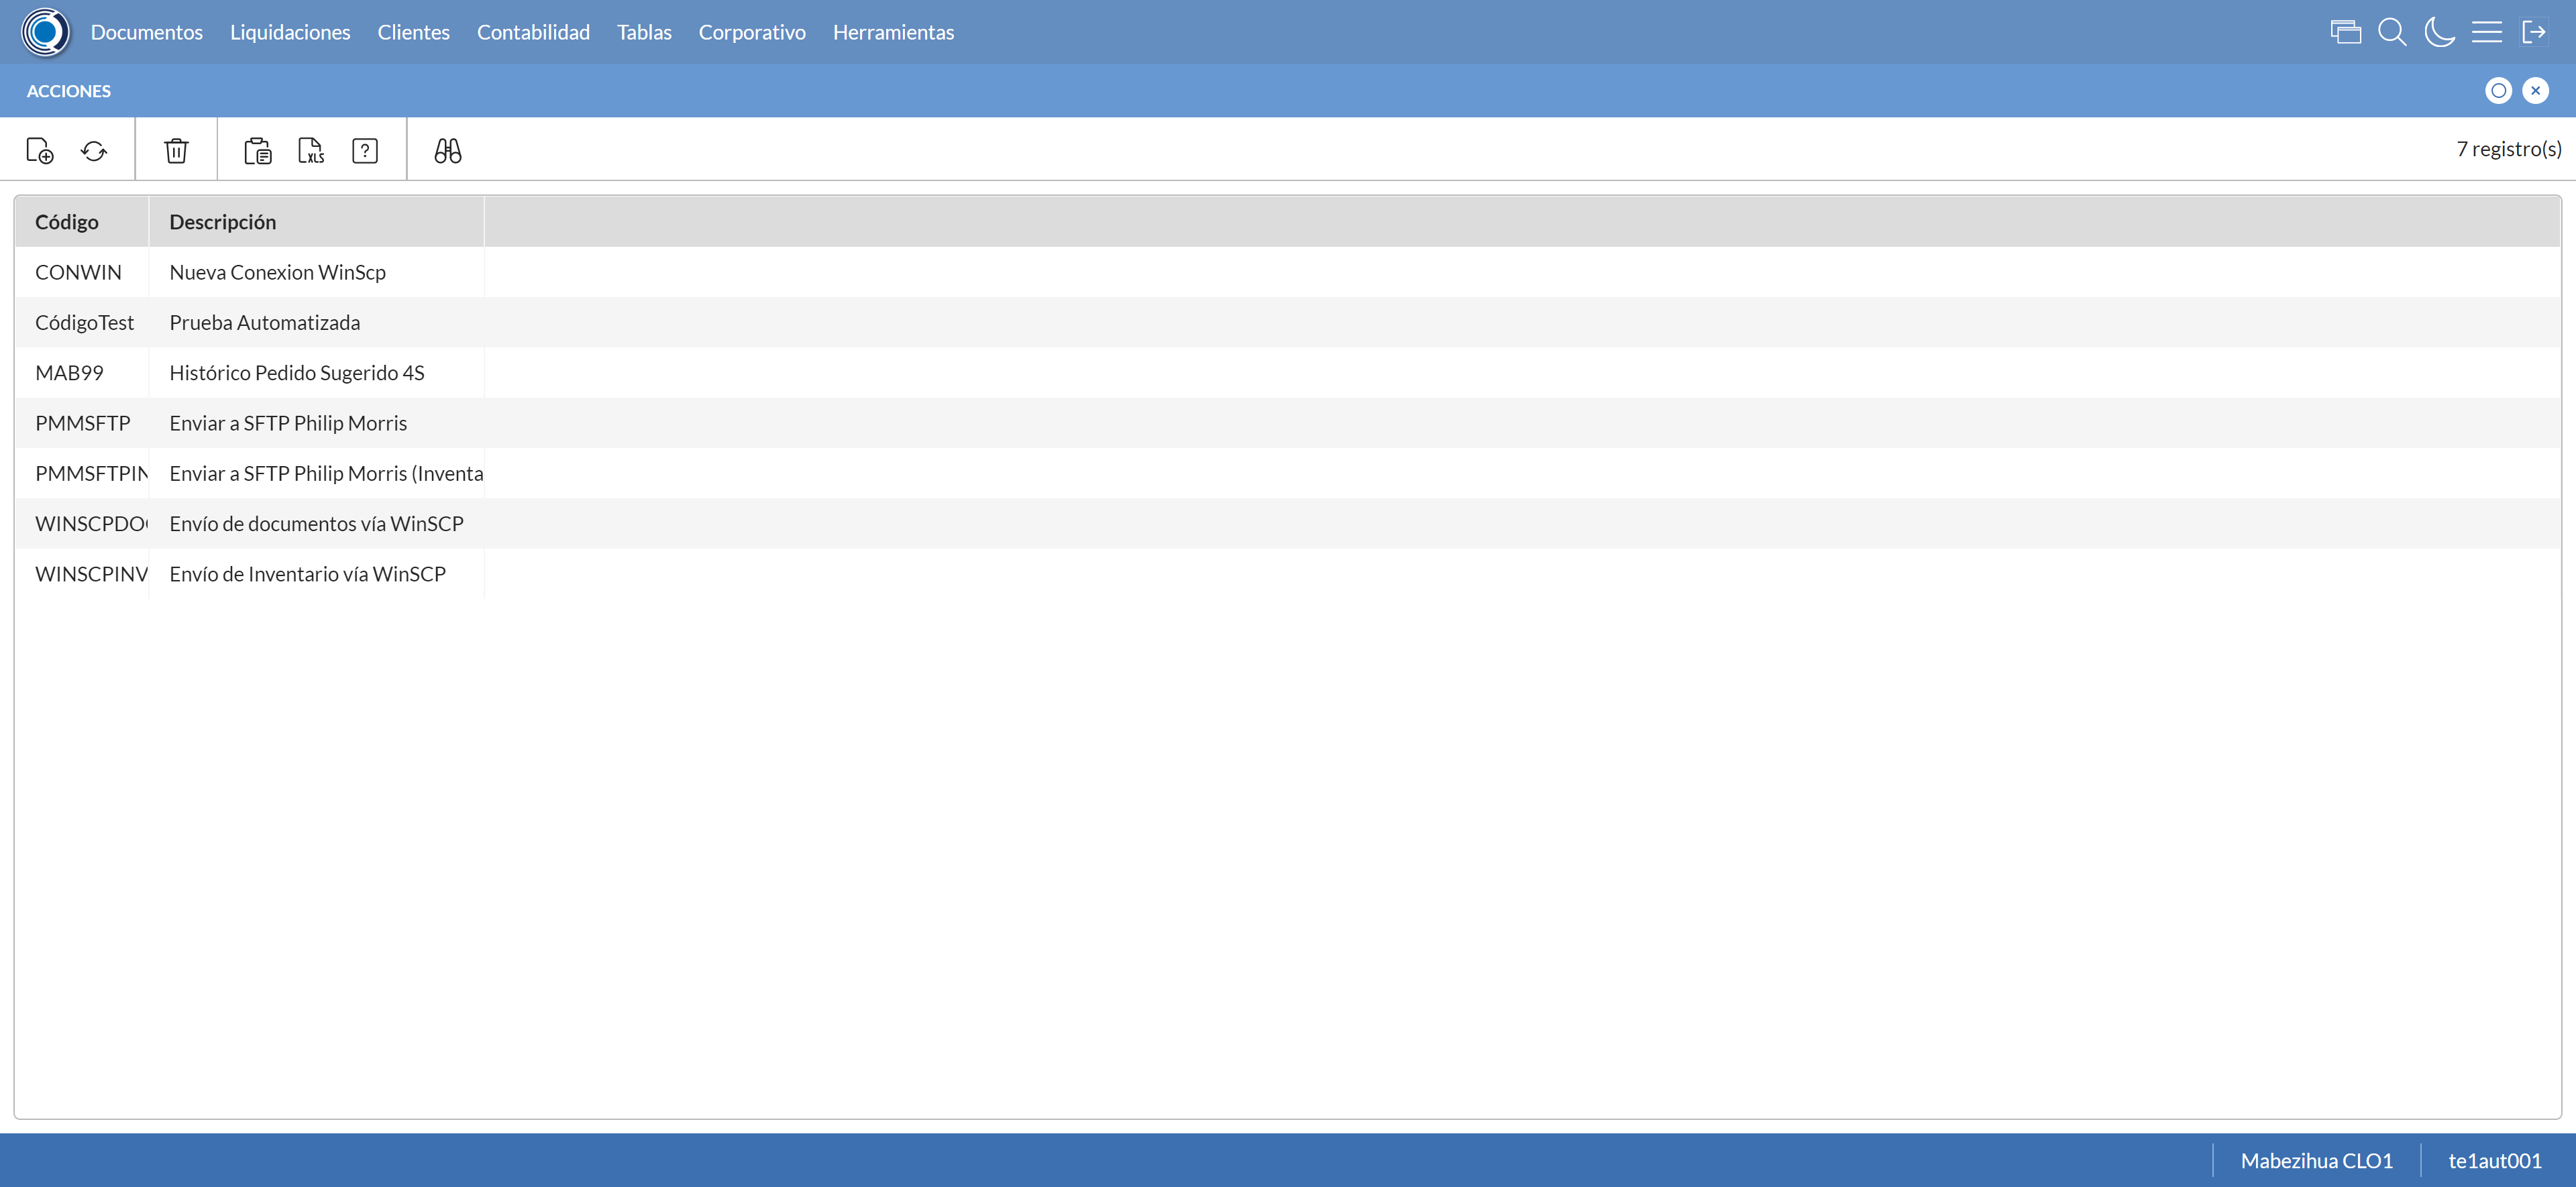 Documentos Liquidaciones Clientes Contabilidad Tablas Corporativo Herramientas
ACCIONES
XLS ? 7 registro(s)
Código Descripción
CONWIN Nueva Conexion WinScp
CódigoTest Prueba Automatizada
MAB99 Histórico Pedido Sugerido 4S
PMMSFTP Enviar a SFTP Philip Morris
PMMSFTPIN Enviar a SFTP Philip Morris (Inventa
WINSCPDO Envío de documentos vía WinSCP
WINSCPINV Envío de Inventario vía WinSCP
Mabezihua CLO1 te1aut001